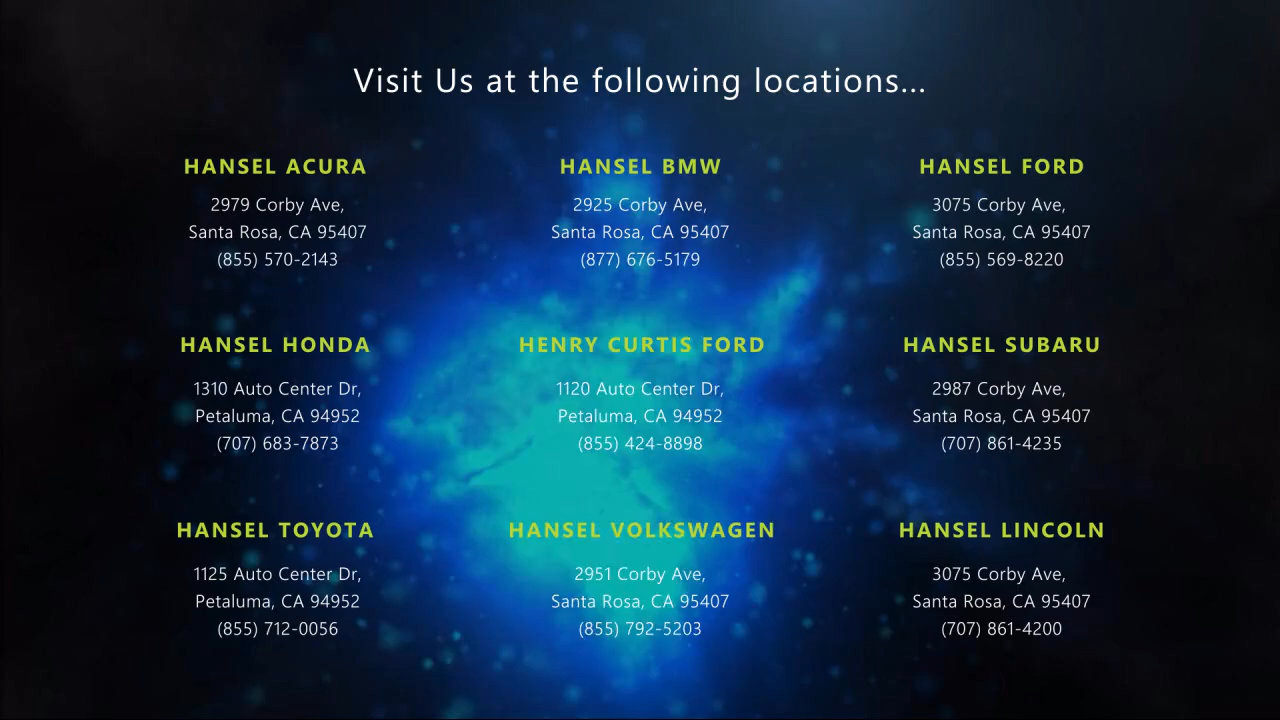 Visit Us at the following locations...
HANSEL ACURA
2979 Corby Ave,
Santa Rosa, CA 95407
(855) 570-2143
HANSEL BMW
2925 Corby Ave,
Santa Rosa, CA 95407
(877) 676-5179
HANSEL FORD
3075 Corby Ave,
Santa Rosa, CA 95407
(855) 569-8220
HANSEL HONDA
1310 Auto Center Dr,
Petaluma, CA 94952
(707) 683-7873
HENRY CURTIS FORD
1120 Auto Center Dr,
Petaluma, CA 94952
(855) 424-8898
HANSEL SUBARU
2987 Corby Ave,
Santa Rosa, CA 95407
(707) 861-4235
HANSEL TOYOTA
1125 Auto Center Dr,
Petaluma, CA 94952
(855) 712-0056
HANSEL VOLKSWAGEN
2951 Corby Ave,
Santa Rosa, CA 95407
(855) 792-5203
HANSEL LINCOLN
3075 Corby Ave,
Santa Rosa, CA 95407
(707) 861-4200